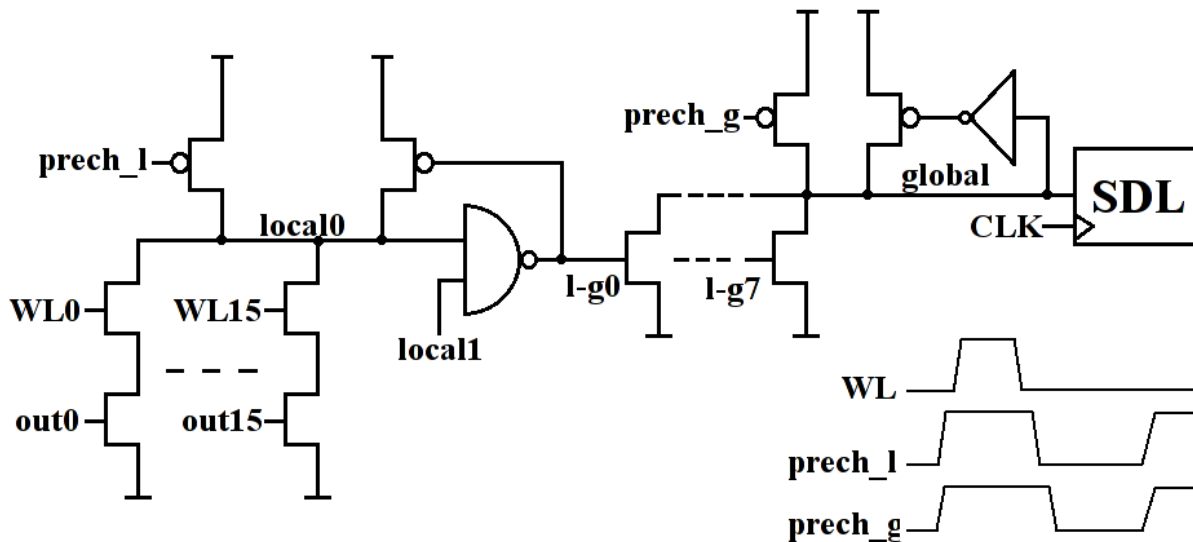 prech_l
local0
WL0
WL15
out0
out15
local1
l-g0
prech_g
l-g7
global
CLK
SDL
WL
prech_l
prech_g